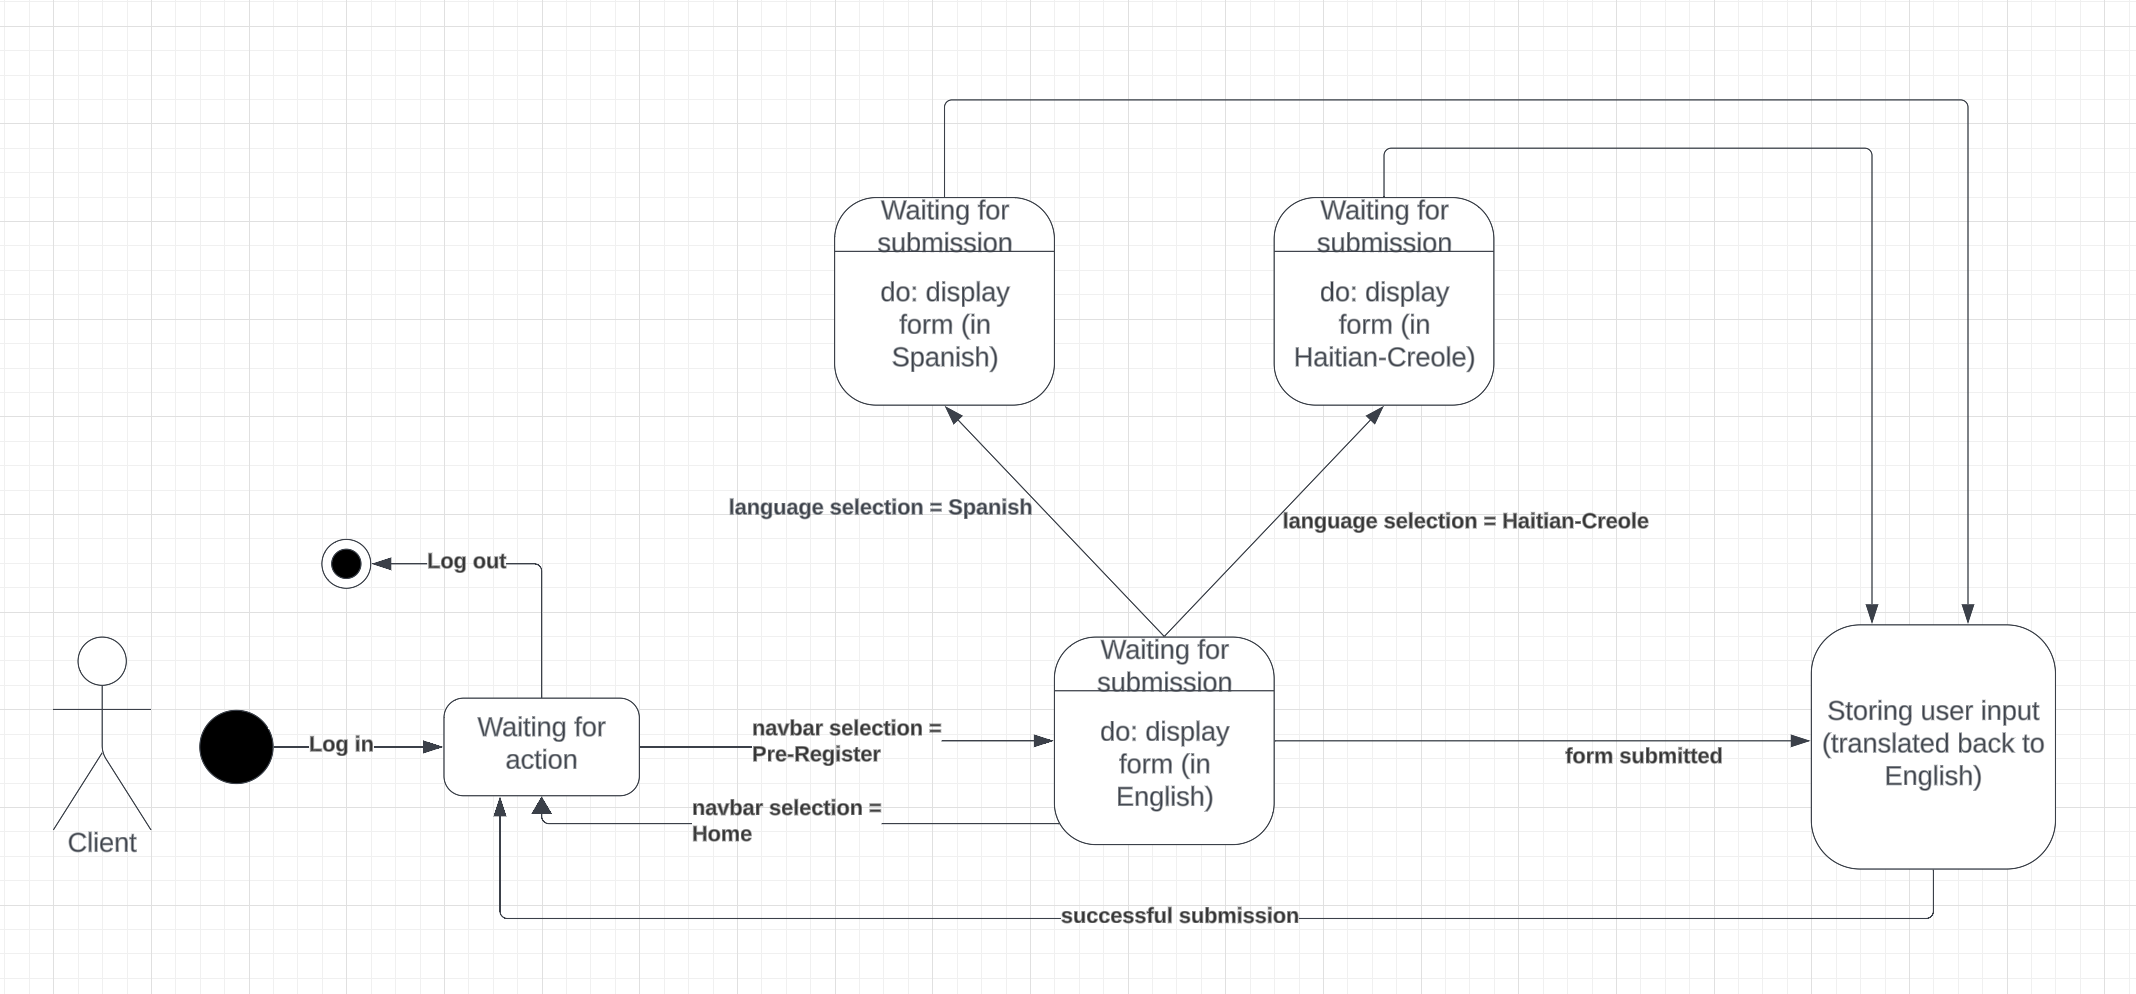 Waiting for
submission
do: display
form (in
Spanish)
Waiting for
submission
do: display
form (in
Haitian-Creole)
language selection = Spanish
language selection = Haitian-Creole
Log out
Client
Log in
Waiting for
action
navbar selection =
Pre-Register
navbar selection =
Home
Waiting for
submission
do: display
form (in
English)
form submitted
Storing user input
(translated back to
English)
successful submission